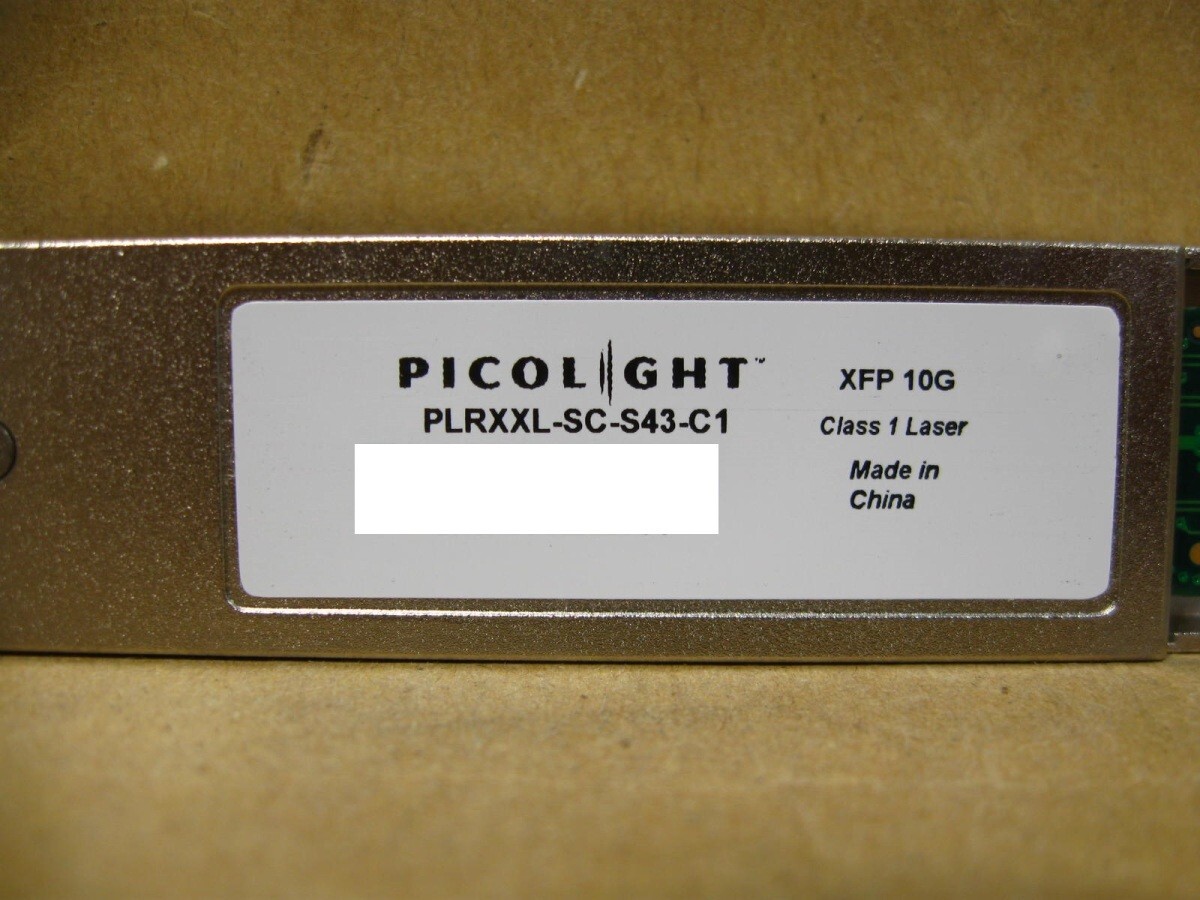 PICOLIGHT™
PLRXXL-SC-S43-C1
XFP 10G
Class 1 Laser
Made in
China